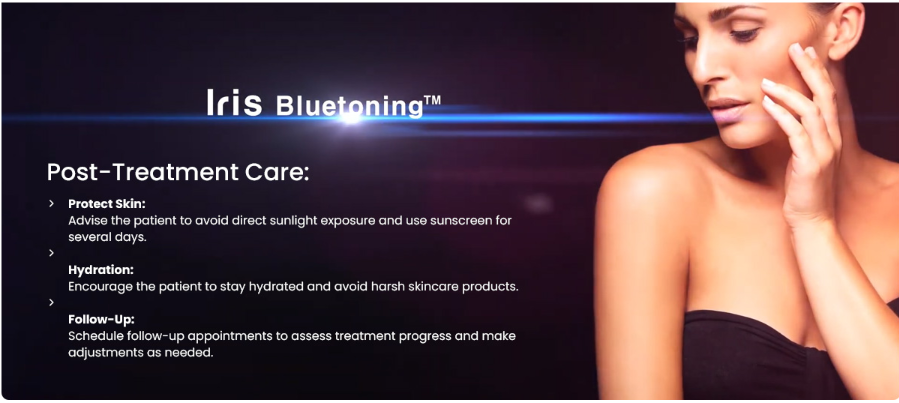 Iris Bluetoning™
Post-Treatment Care:
› Protect Skin:
Advise the patient to avoid direct sunlight exposure and use sunscreen for
several days.
›
Hydration:
Encourage the patient to stay hydrated and avoid harsh skincare products.
›
Follow-Up:
Schedule follow-up appointments to assess treatment progress and make
adjustments as needed.